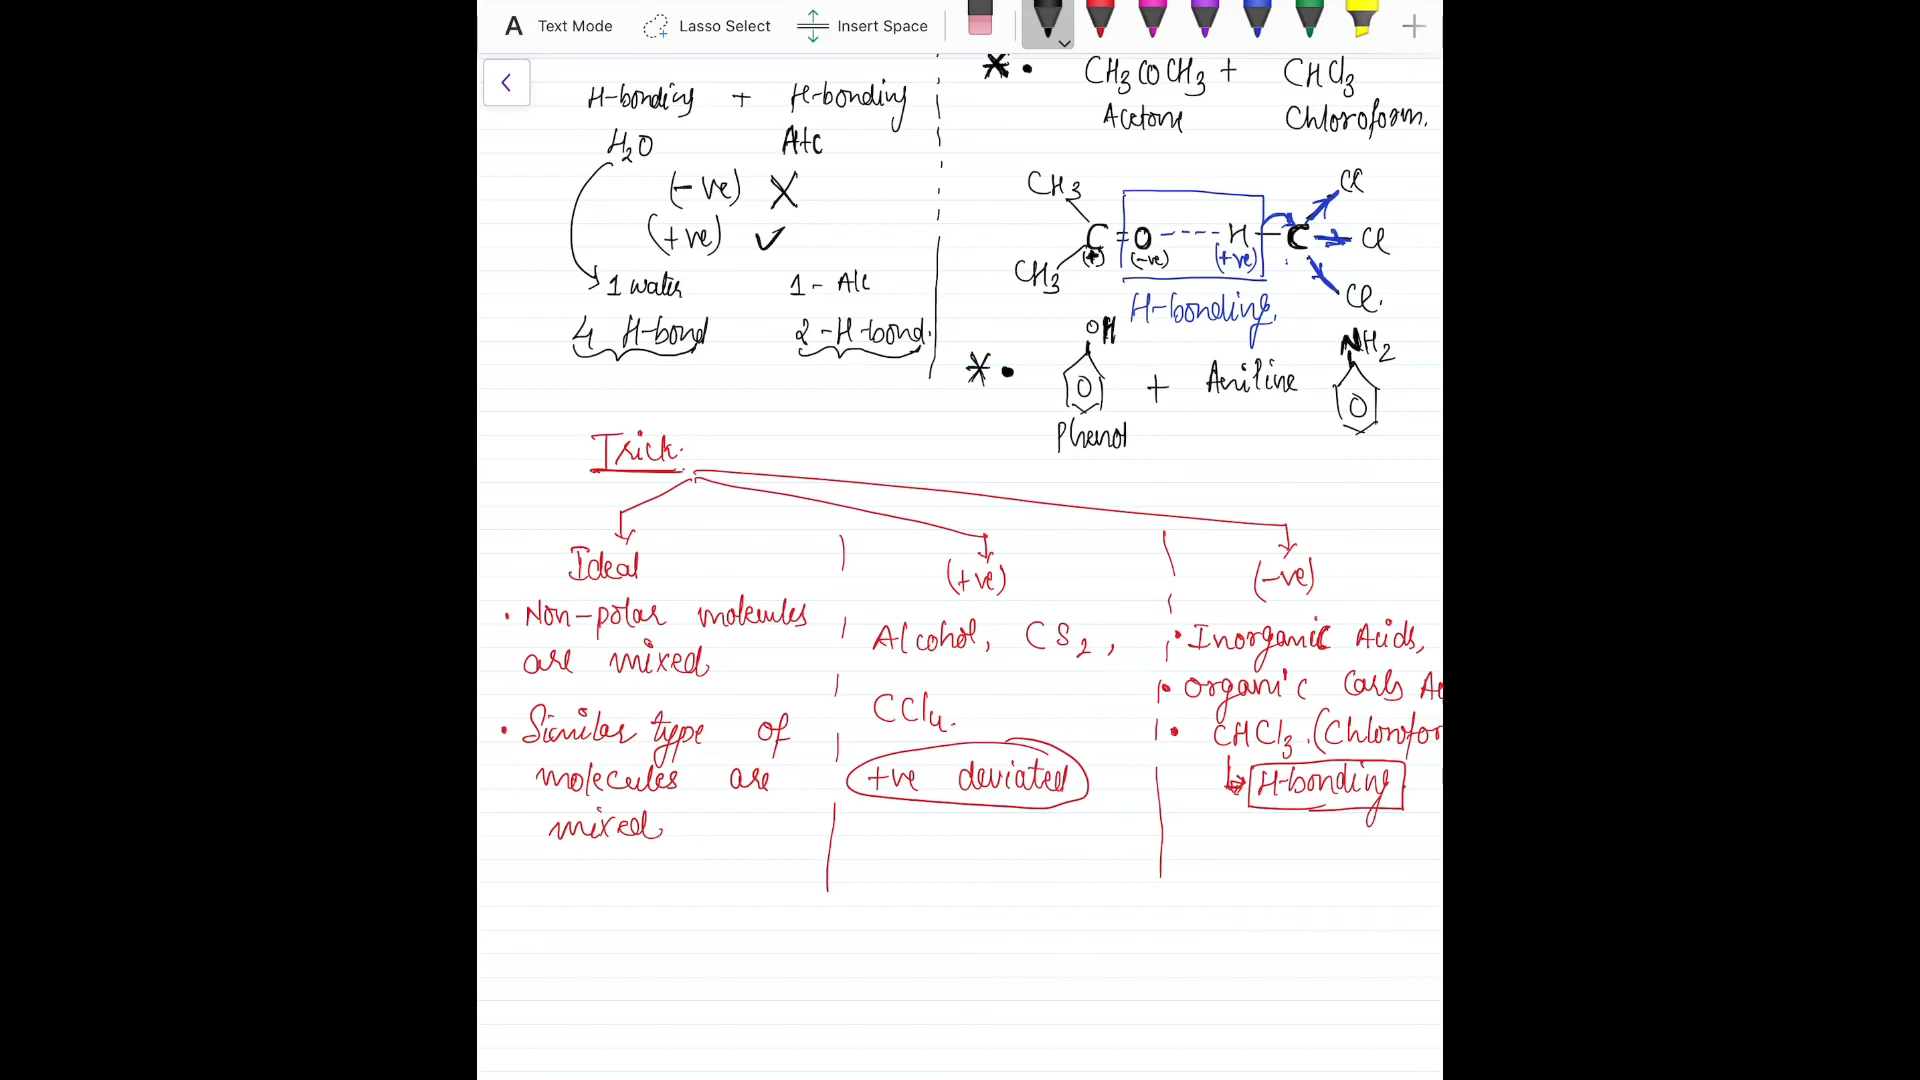 A Text Mode Lasso Select Insert Space
H-bonding + H-bonding
H2O Alc
(-ve) X
(+ve) ✓
1 water 1 - Alc
4 H-bond 2 -H-bond.
* • CH3COCH3 + CHCl3
Acetone Chloroform.
CH3 Cl
C = O ---- H — C Cl
(+) (-ve) (+ve)
CH3 Cl.
H-bonding.
OH NH2
* • + Aniline
Phenol
Trick.
Ideal
• Non-polar molecules
are mixed
• Similar type of
molecules are
mixed
(+ve)
Alcohol, CS2,
CCl4.
+ve deviated
(-ve)
• Inorganic Acids,
• Organic Carb Ac
• CHCl3. (Chlorofor
H-bonding